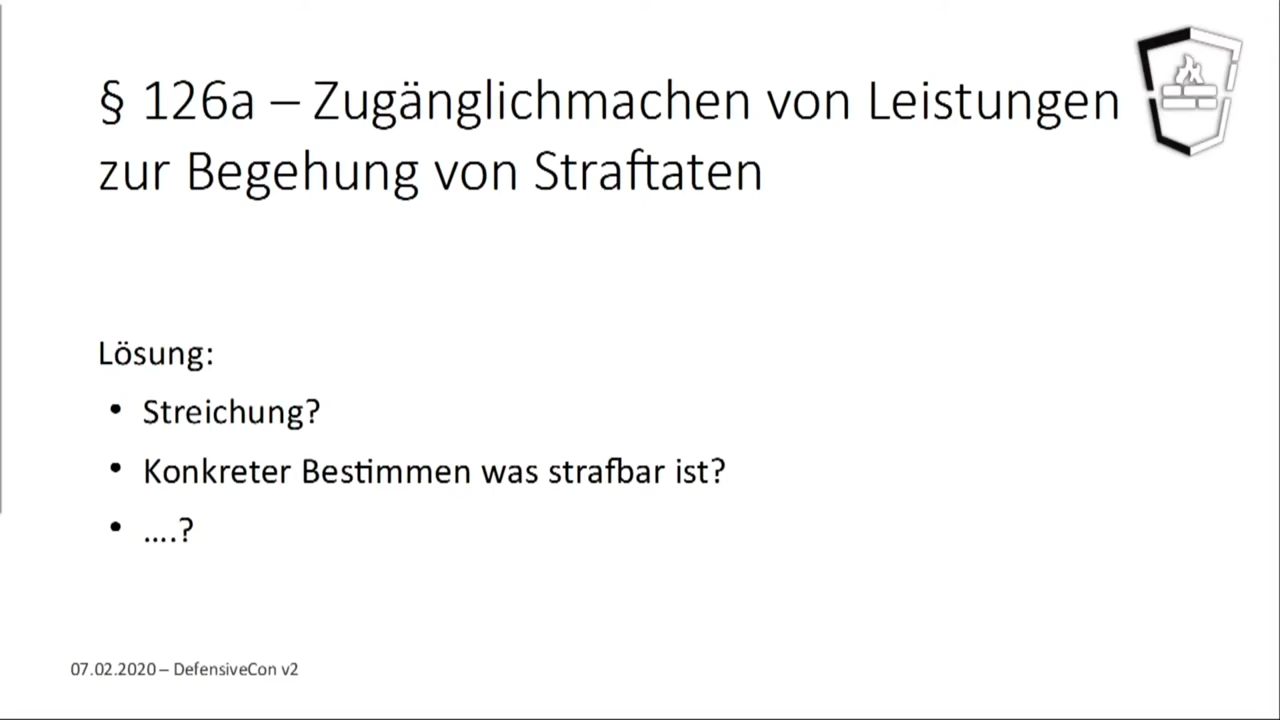 § 126a – Zugänglichmachen von Leistungen
zur Begehung von Straftaten
Lösung:
• Streichung?
• Konkreter Bestimmen was strafbar ist?
• ….?
07.02.2020 – DefensiveCon v2